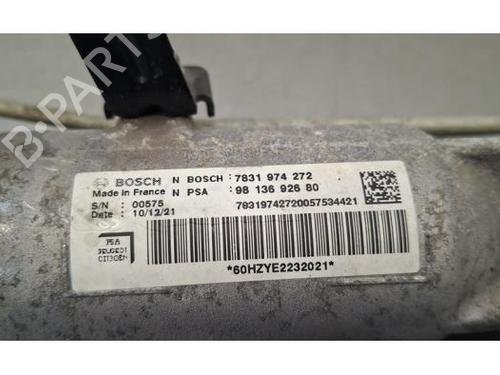 B-PARTS
BOSCH N BOSCH: 7831 974 272
Made in France N PSA : 98 136 926 80
S/N : 00575 78319742720057534421
Date : 10/12/21
PSA
PEUGEOT
CITROËN
*60HZYE2232021*